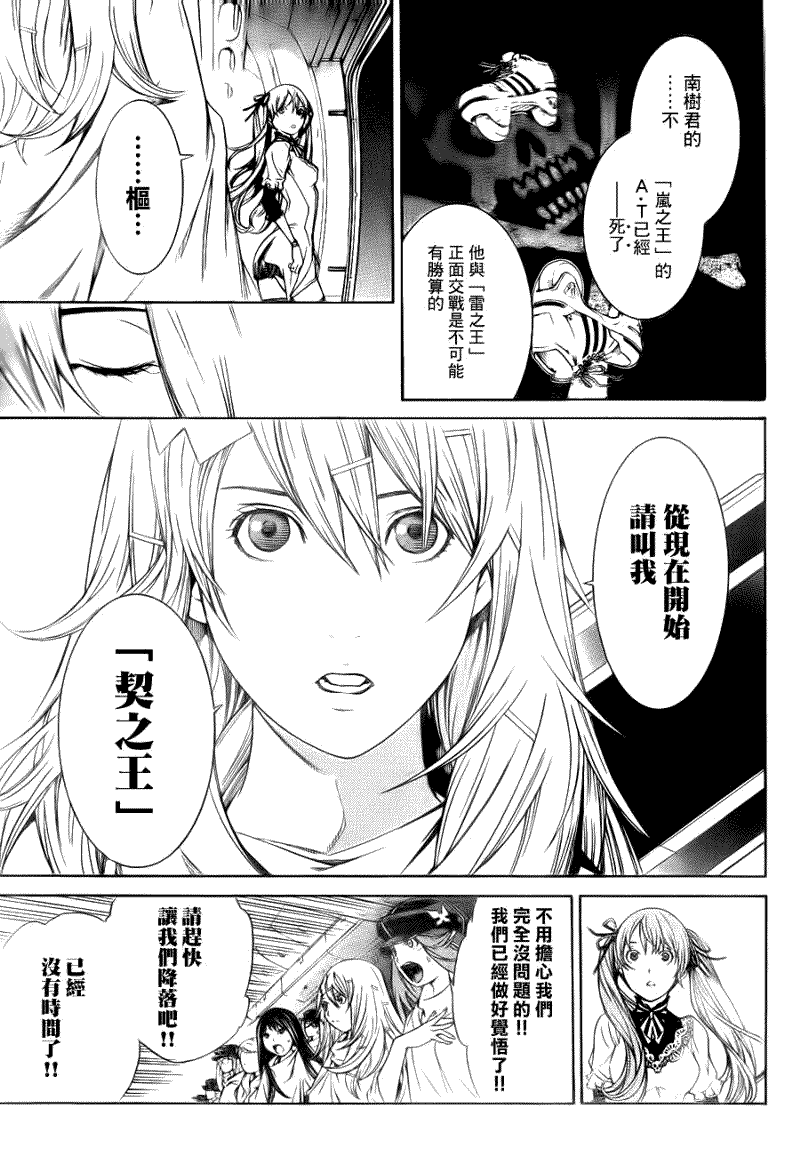 南樹君的
……不
「嵐之王」的
A・T已經
——死了
他與「雷之王」
正面交戰是不可能
有勝算的
……樞…
從現在開始
請叫我
「契之王」
不用擔心我們
完全沒問題的!!
我們已經做好覺悟了!!
請趕快
讓我們降落吧!!
已經
沒有時間了!!